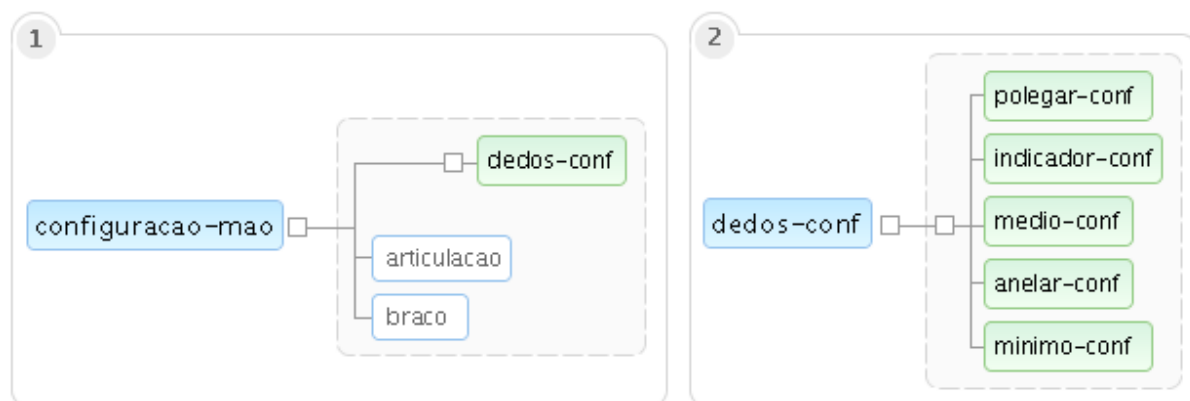 1
dedos-conf
configuracao-mao
articulacao
braco
2
polegar-conf
indicador-conf
dedos-conf
medio-conf
anelar-conf
minimo-conf